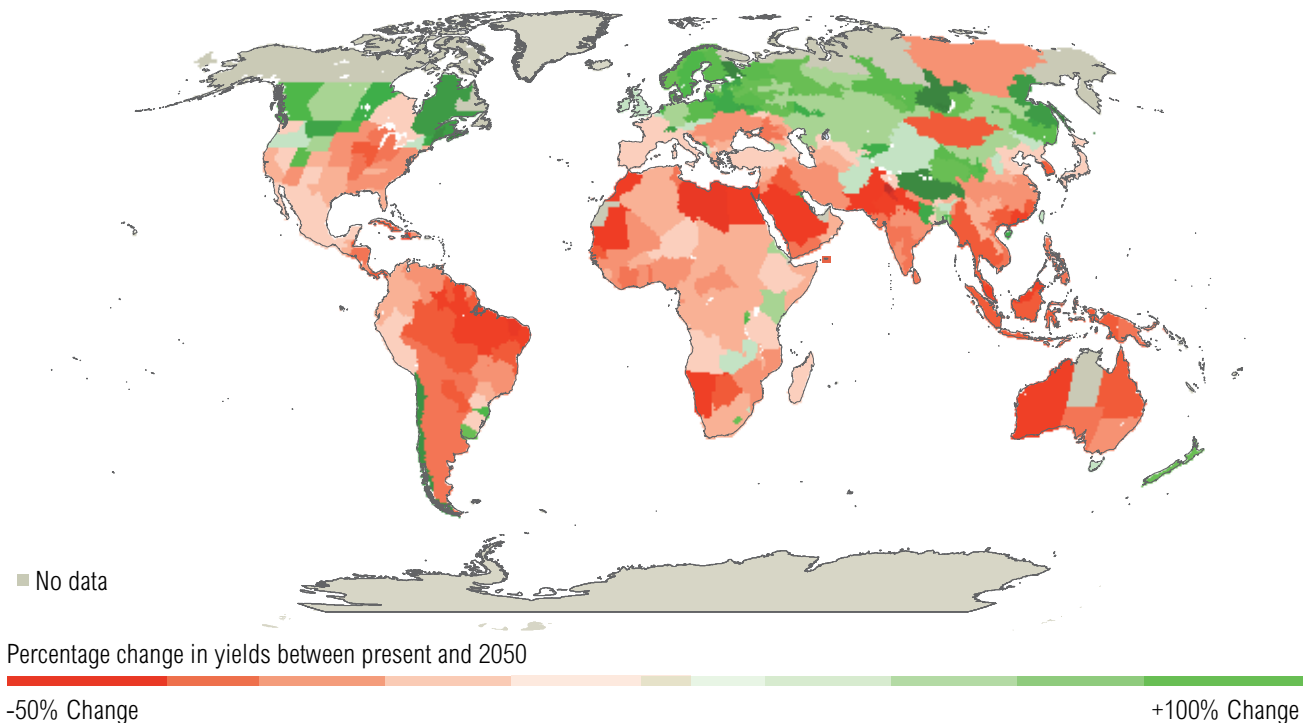 No data
Percentage change in yields between present and 2050
-50% Change
+100% Change